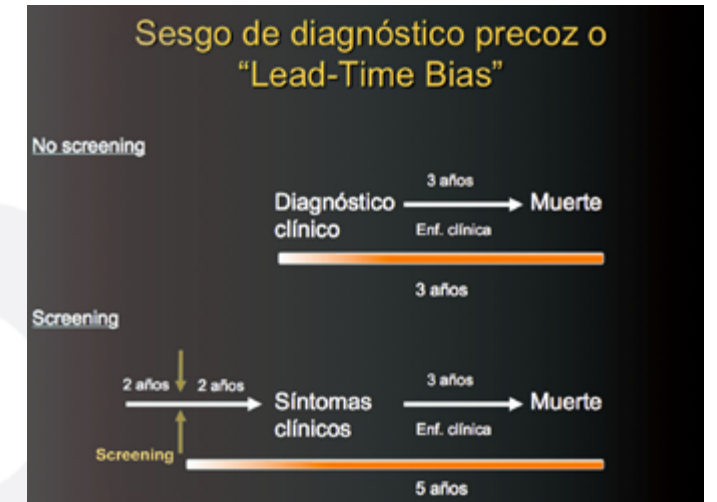 Sesgo de diagnóstico precoz o
“Lead-Time Bias”
No screening
3 años
Diagnóstico Muerte
clínico Enf. clínica
3 años
Screening
2 años 2 años 3 años
Síntomas Muerte
clínicos Enf. clínica
Screening
5 años